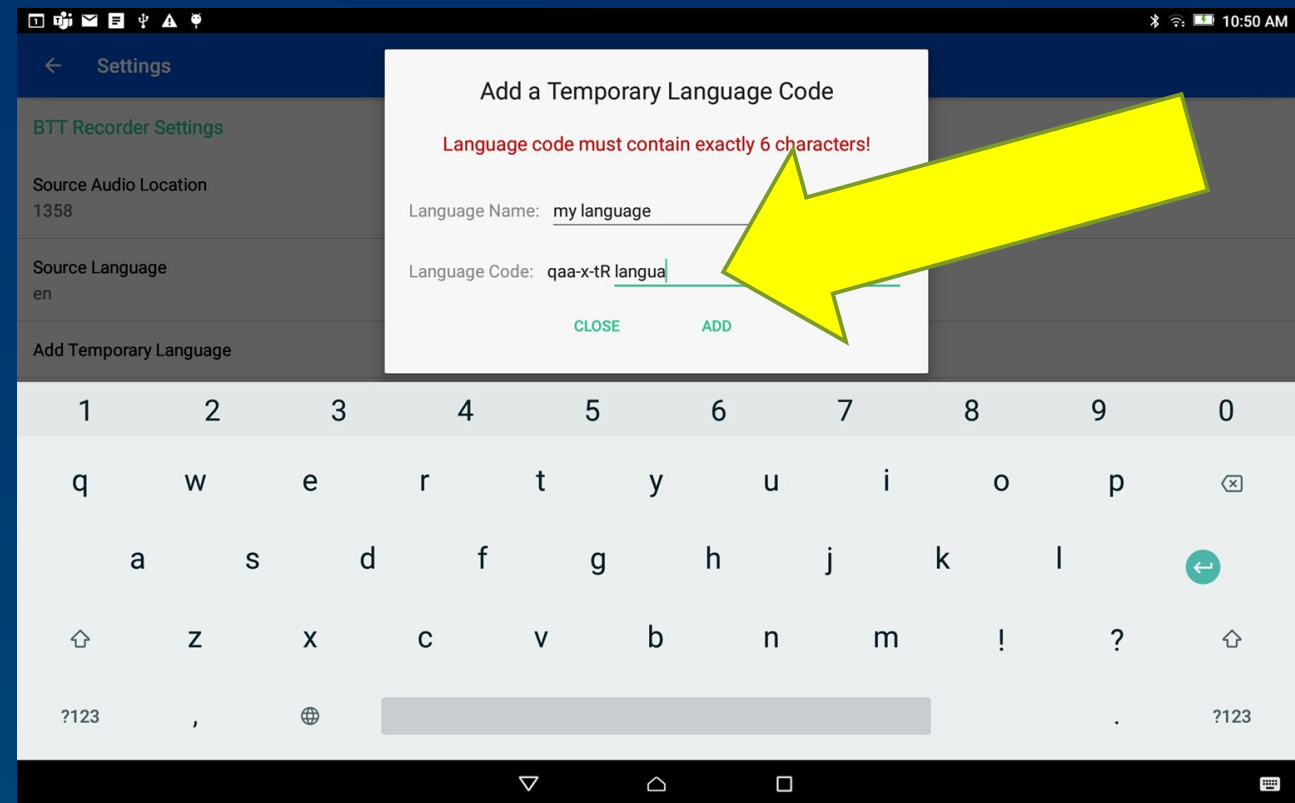 10:50 AM
Settings
BTT Recorder Settings
Source Audio Location
1358
Source Language
en
Add Temporary Language
Add a Temporary Language Code
Language code must contain exactly 6 characters!
Language Name: my language
Language Code: qaa-x-tR langua
CLOSE ADD
1 2 3 4 5 6 7 8 9 0
q w e r t y u i o p
a s d f g h j k l
z x c v b n m ! ?
?123 , . ?123